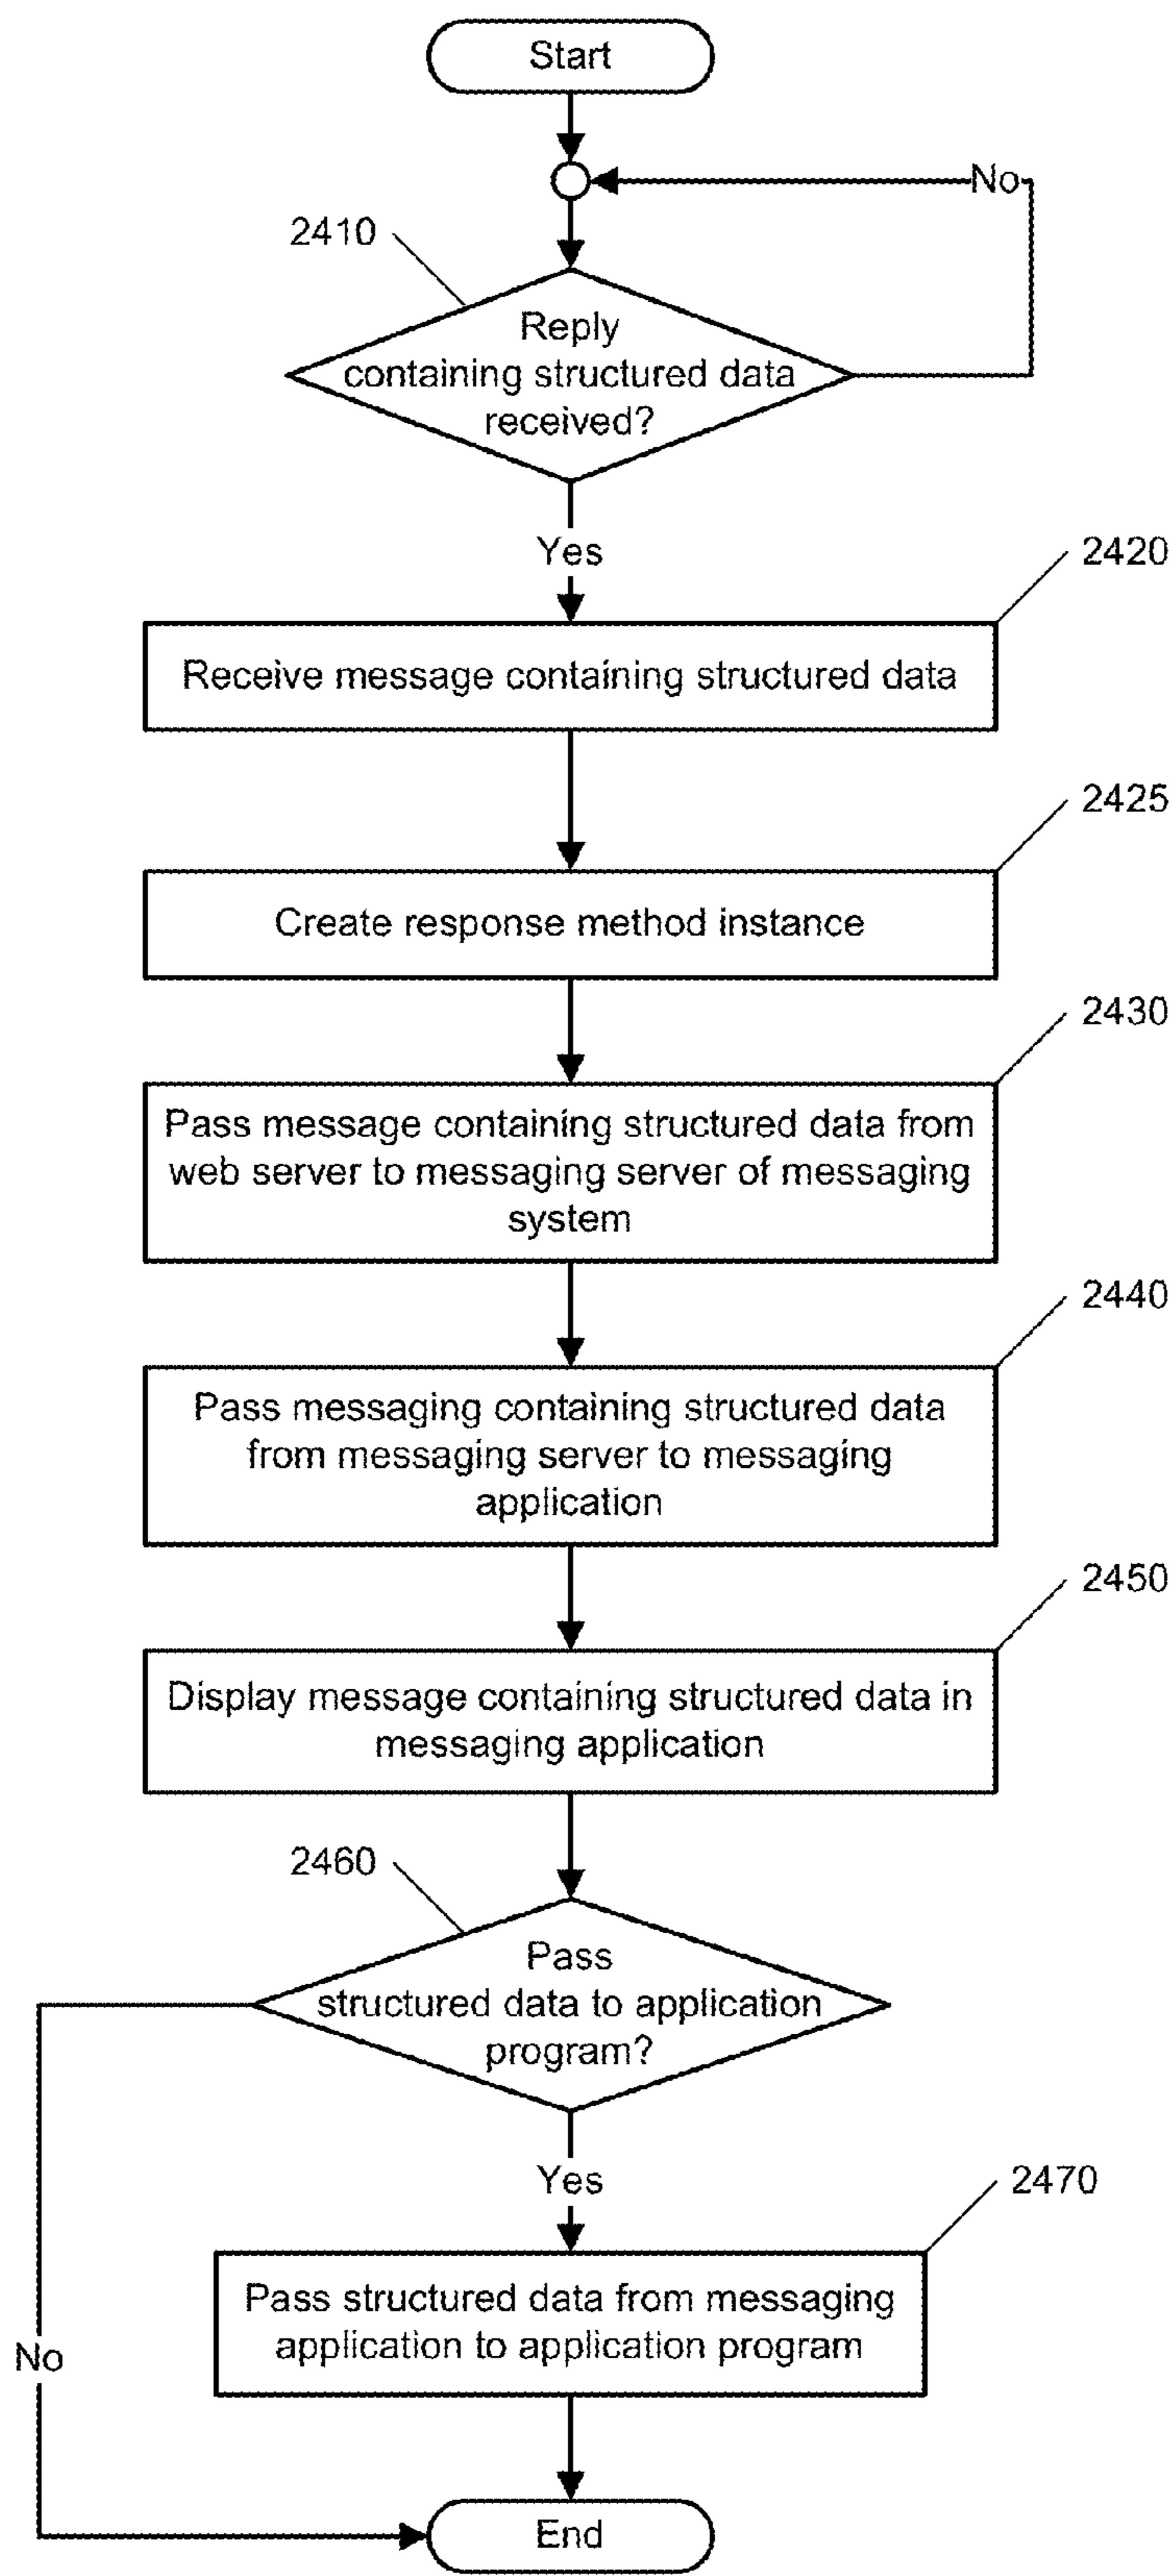 Start
No
2410
Reply
containing structured data
received?
Yes
2420
Receive message containing structured data
2425
Create response method instance
2430
Pass message containing structured data from
web server to messaging server of messaging
system
2440
Pass messaging containing structured data
from messaging server to messaging
application
2450
Display message containing structured data in
messaging application
2460
Pass
structured data to application
program?
Yes
2470
Pass structured data from messaging
application to application program
No
End